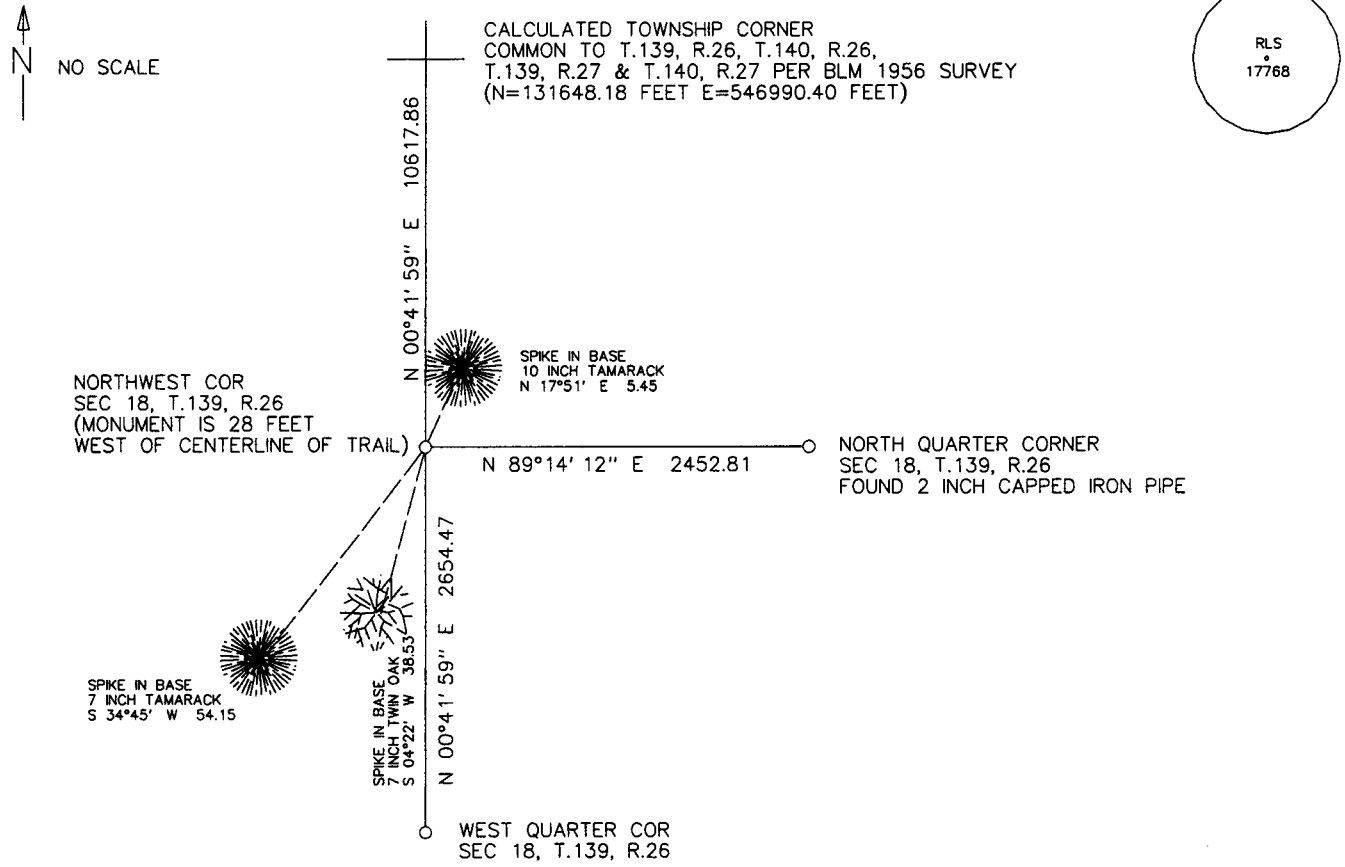 N
NO SCALE
CALCULATED TOWNSHIP CORNER
COMMON TO T.139, R.26, T.140, R.26,
T.139, R.27 & T.140, R.27 PER BLM 1956 SURVEY
(N=131648.18 FEET E=546990.40 FEET)
RLS
17768
N 00°41'59" E 10617.86
SPIKE IN BASE
10 INCH TAMARACK
N 17°51' E 5.45
NORTHWEST COR
SEC 18, T.139, R.26
(MONUMENT IS 28 FEET
WEST OF CENTERLINE OF TRAIL)
N 89°14'12" E 2452.81
NORTH QUARTER CORNER
SEC 18, T.139, R.26
FOUND 2 INCH CAPPED IRON PIPE
SPIKE IN BASE
7 INCH TAMARACK
S 34°45' W 54.15
SPIKE IN BASE
7 INCH TWIN OAK
S 04°22' W 38.53
N 00°41'59" E 2654.47
WEST QUARTER COR
SEC 18, T.139, R.26